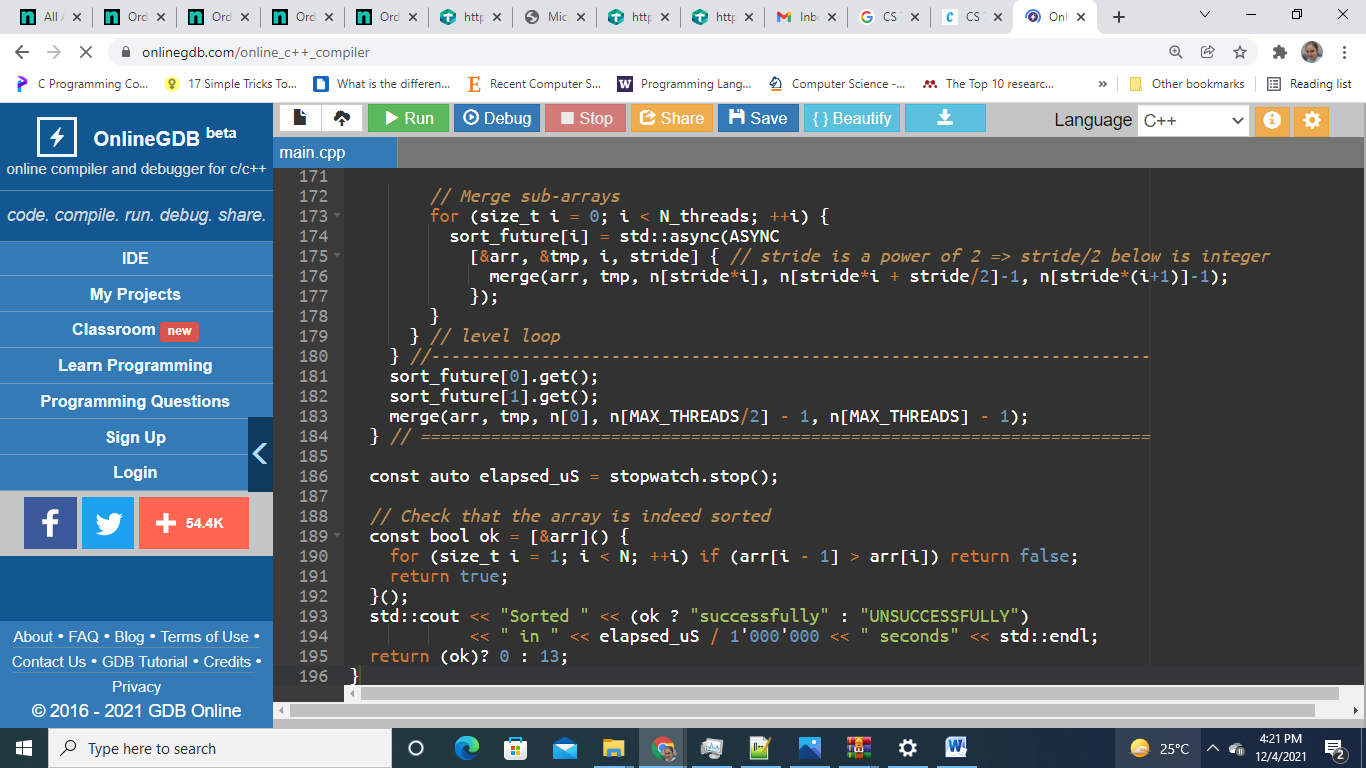 All A
Ord
Ord
Ord
Ord
http
Mic
http
http
Inb
CS
CS
Onl
onlinegdb.com/online_c++_compiler
C Programming Co...
17 Simple Tricks To...
What is the differen...
Recent Computer S...
Programming Lang...
Computer Science -...
The Top 10 researc...
»
Other bookmarks
Reading list
OnlineGDB beta
online compiler and debugger for c/c++
code. compile. run. debug. share.
IDE
My Projects
Classroom new
Learn Programming
Programming Questions
Sign Up
Login
54.4K
About • FAQ • Blog • Terms of Use •
Contact Us • GDB Tutorial • Credits •
Privacy
© 2016 - 2021 GDB Online
Run
Debug
Stop
Share
Save
{ } Beautify
Language C++
main.cpp
171
172 // Merge sub-arrays
173 for (size_t i = 0; i < N_threads; ++i) {
174 sort_future[i] = std::async(ASYNC
175 [&arr, &tmp, i, stride] { // stride is a power of 2 => stride/2 below is integer
176 merge(arr, tmp, n[stride*i], n[stride*i + stride/2]-1, n[stride*(i+1)]-1);
177 });
178 }
179 } // level loop
180 } //------------------------------------------------------------------------
181 sort_future[0].get();
182 sort_future[1].get();
183 merge(arr, tmp, n[0], n[MAX_THREADS/2] - 1, n[MAX_THREADS] - 1);
184 } // =========================================================================
185
186 const auto elapsed_uS = stopwatch.stop();
187
188 // Check that the array is indeed sorted
189 const bool ok = [&arr]() {
190 for (size_t i = 1; i < N; ++i) if (arr[i - 1] > arr[i]) return false;
191 return true;
192 }();
193 std::cout << "Sorted " << (ok ? "successfully" : "UNSUCCESSFULLY")
194 << " in " << elapsed_uS / 1'000'000 << " seconds" << std::endl;
195 return (ok)? 0 : 13;
196 }
Type here to search
25°C
4:21 PM
12/4/2021
2